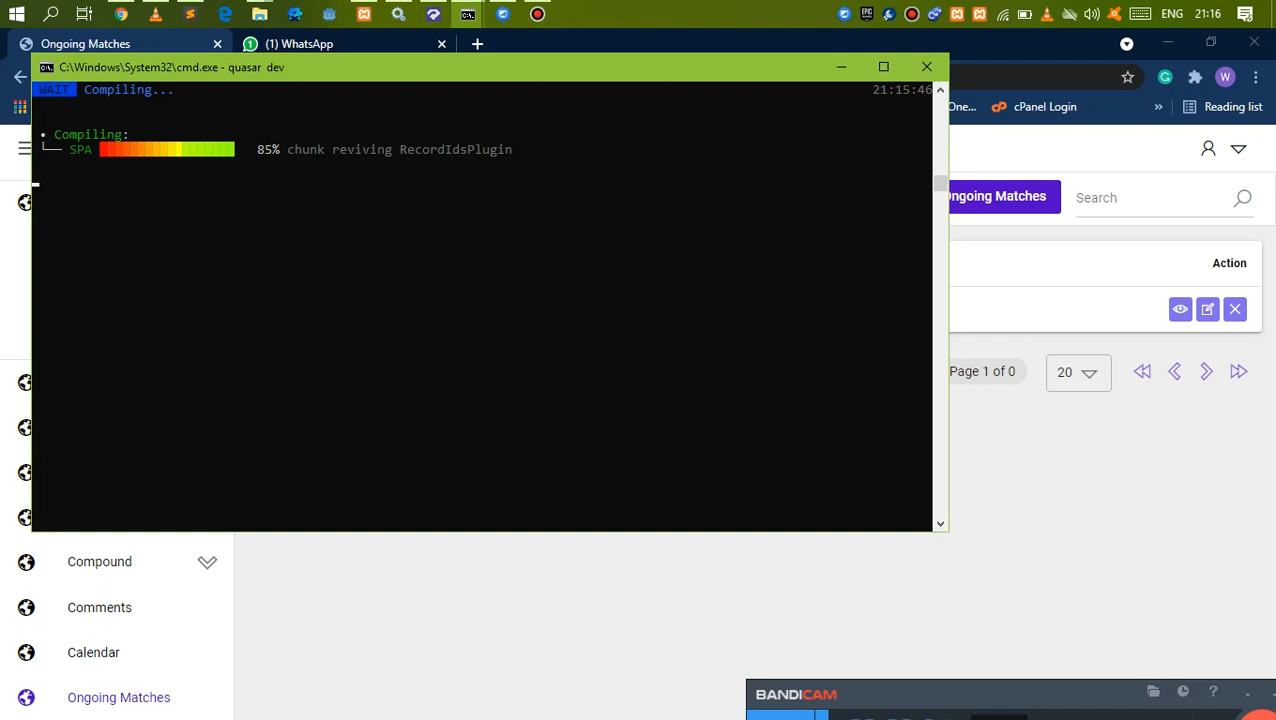 ENG 21:16
Ongoing Matches
(1) WhatsApp
C:\Windows\System32\cmd.exe - quasar dev
One...
cPanel Login
Reading list
WAIT Compiling...
21:15:46
• Compiling:
└── SPA
85% chunk reviving RecordIdsPlugin
ngoing Matches
Search
Action
Page 1 of 0
20
Compound
Comments
Calendar
Ongoing Matches
BANDICAM